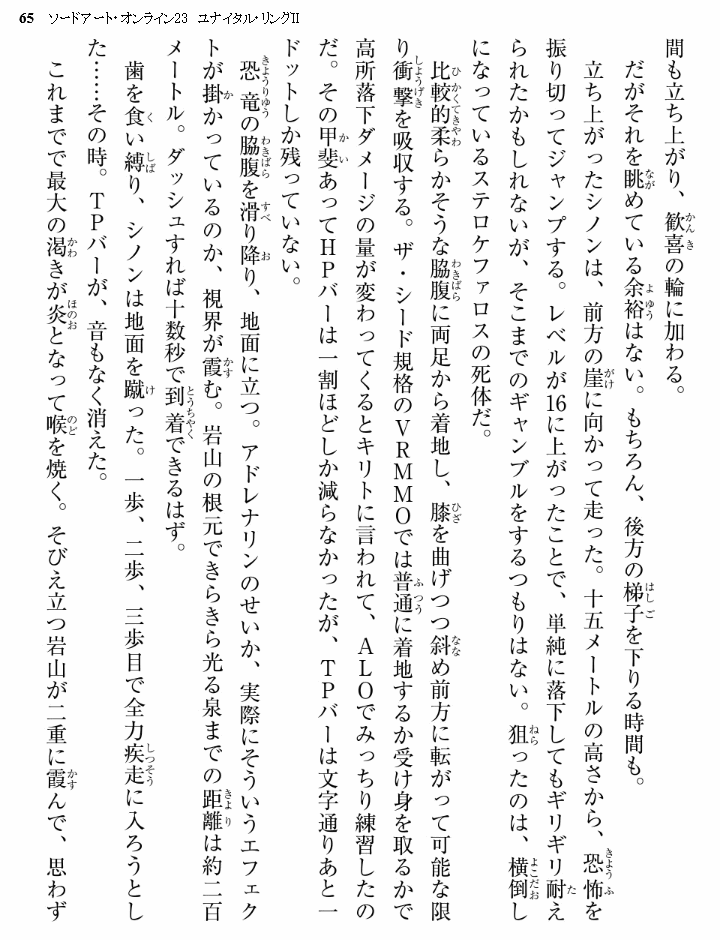 65　ソードアート・オンライン23　ユナイタル・リングII
間も立ち上がり、歓喜の輪に加わる。
　だがそれを眺めている余裕はない。もちろん、後方の梯子を下りる時間も。
　立ち上がったシノンは、前方の崖に向かって走った。十五メートルの高さから、恐怖を
振り切ってジャンプする。レベルが16に上がったことで、単純に落下してもギリギリ耐え
られたかもしれないが、そこまでのギャンブルをするつもりはない。狙ったのは、横倒し
になっているステロケファロスの死体だ。
　比較的柔らかそうな脇腹に両足から着地し、膝を曲げつつ斜め前方に転がって可能な限
り衝撃を吸収する。ザ・シード規格のVRMMOでは普通に着地するか受け身を取るかで
高所落下ダメージの量が変わってくるとキリトに言われて、ALOでみっちり練習したの
だ。その甲斐あってHPバーは一割ほどしか減らなかったが、TPバーは文字通りあと一
ドットしか残っていない。
　恐竜の脇腹を滑り降り、地面に立つ。アドレナリンのせいか、実際にそういうエフェク
トが掛かっているのか、視界が霞む。岩山の根元できらきら光る泉までの距離は約二百
メートル。ダッシュすれば十数秒で到着できるはず。
　歯を食い縛り、シノンは地面を蹴った。一歩、二歩、三歩目で全力疾走に入ろうとし
た……その時。TPバーが、音もなく消えた。
　これまでで最大の渇きが炎となって喉を焼く。そびえ立つ岩山が二重に霞んで、思わず